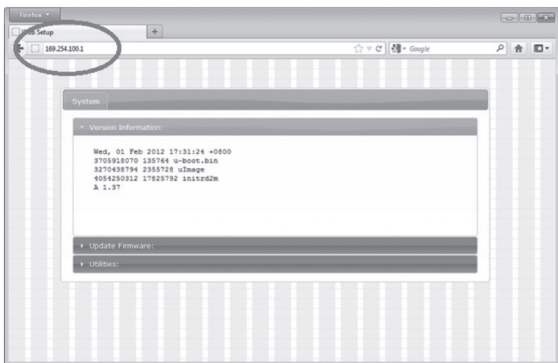 Firefox
Web Setup
169.254.100.1
Google
System
Version Information:
Wed, 01 Feb 2012 17:31:24 +0800
3705918070 135764 u-boot.bin
3270438794 2355728 uImage
4054250312 17825792 initrd2m
A 1.37
Update Firmware:
Utilities: